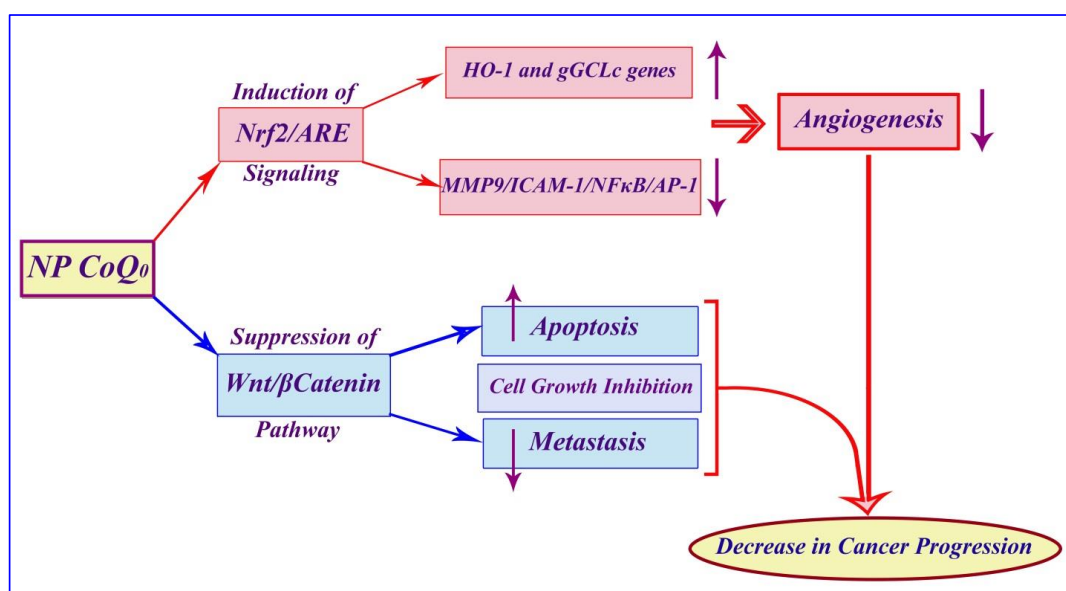 HO-1 and gGCLc genes
Induction of
Nrf2/ARE
Signaling
Angiogenesis
MMP9/ICAM-1/NFκB/AP-1
NP CoQ₀
Suppression of
Wnt/βCatenin
Pathway
Apoptosis
Cell Growth Inhibition
Metastasis
Decrease in Cancer Progression